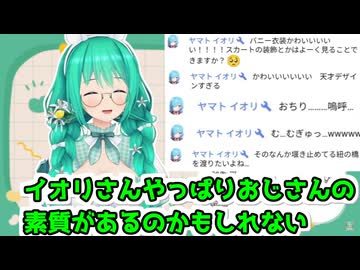 ヤマト イオリ バニー衣装かわいいいいい!!!!スカートの装飾とかはよーく見ることで
きますか?🥺
ヤマト イオリ かわいいいいいい 天才デザイン
すぎる
ヤマト イオリ おちり………嗚呼…
ヤマト イオリ む…むぎゅっ…wwwww
ヤマト イオリ そのなんか堰き止めてる紐の橋
を渡りたいよね…
イオリさんやっぱりおじさんの
素質があるのかもしれない